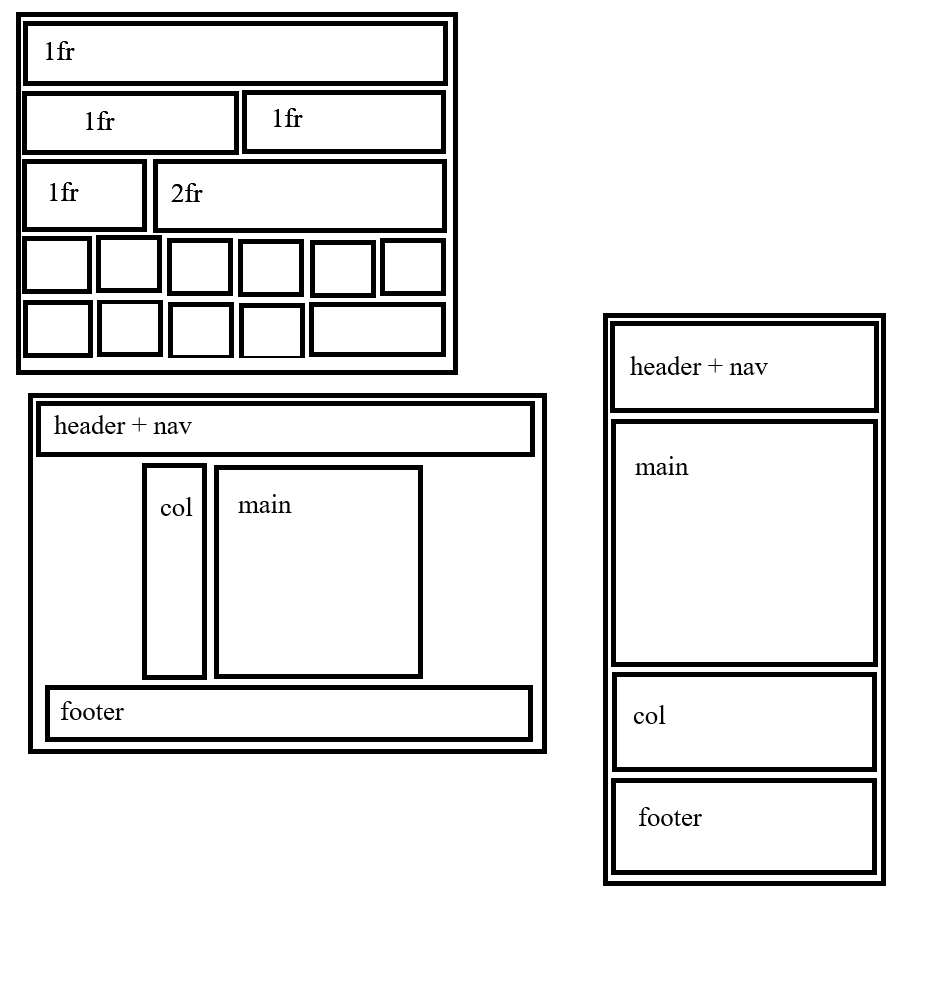 1fr
1fr
1fr
1fr
2fr
header + nav
col
main
footer
header + nav
main
col
footer